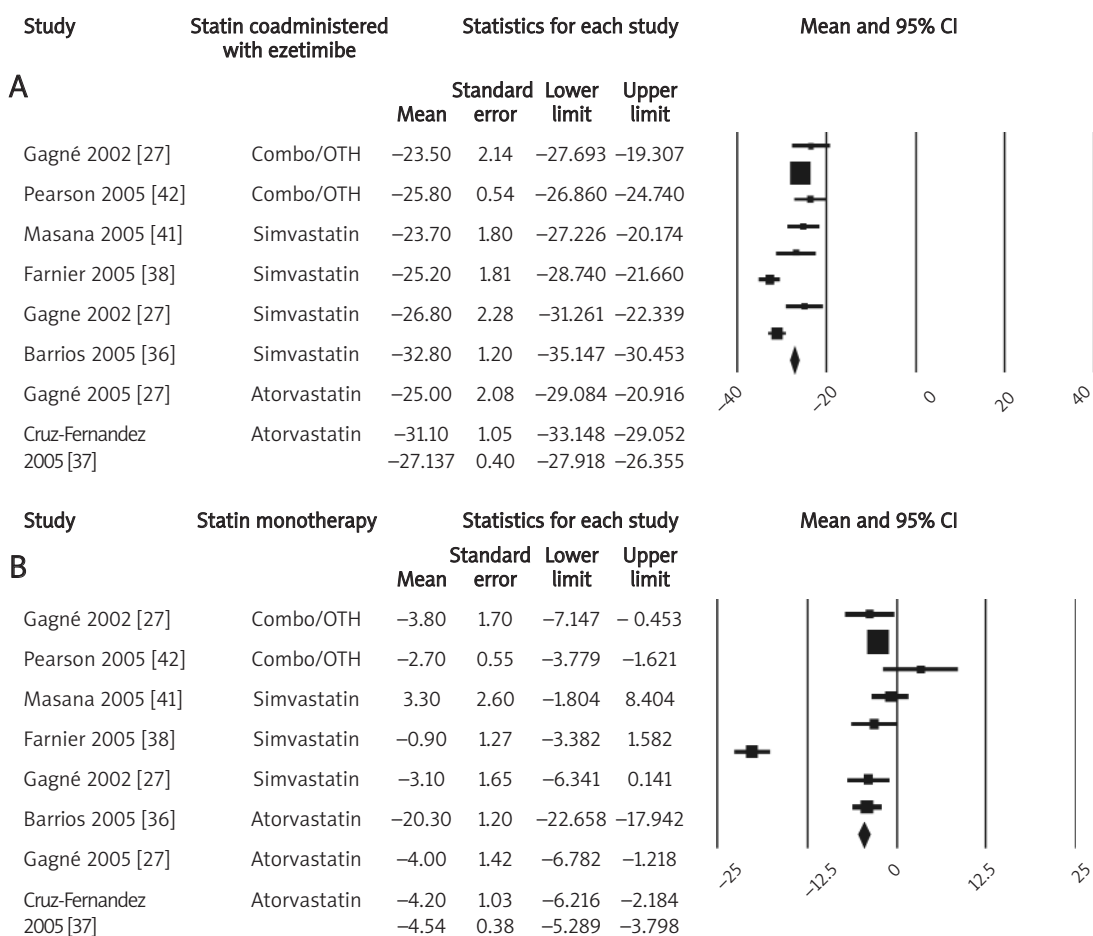 Study Statin coadministered Statistics for each study Mean and 95% CI
with ezetimibe
A
Standard Lower Upper
Mean error limit limit
Gagné 2002 [27] Combo/OTH –23.50 2.14 –27.693 –19.307
Pearson 2005 [42] Combo/OTH –25.80 0.54 –26.860 –24.740
Masana 2005 [41] Simvastatin –23.70 1.80 –27.226 –20.174
Farnier 2005 [38] Simvastatin –25.20 1.81 –28.740 –21.660
Gagne 2002 [27] Simvastatin –26.80 2.28 –31.261 –22.339
Barrios 2005 [36] Simvastatin –32.80 1.20 –35.147 –30.453
Gagné 2005 [27] Atorvastatin –25.00 2.08 –29.084 –20.916
Cruz-Fernandez Atorvastatin –31.10 1.05 –33.148 –29.052
2005 [37] –27.137 0.40 –27.918 –26.355
–40 –20 0 20 40
Study Statin monotherapy Statistics for each study Mean and 95% CI
B
Standard Lower Upper
Mean error limit limit
Gagné 2002 [27] Combo/OTH –3.80 1.70 –7.147 – 0.453
Pearson 2005 [42] Combo/OTH –2.70 0.55 –3.779 –1.621
Masana 2005 [41] Simvastatin 3.30 2.60 –1.804 8.404
Farnier 2005 [38] Simvastatin –0.90 1.27 –3.382 1.582
Gagné 2002 [27] Simvastatin –3.10 1.65 –6.341 0.141
Barrios 2005 [36] Atorvastatin –20.30 1.20 –22.658 –17.942
Gagné 2005 [27] Atorvastatin –4.00 1.42 –6.782 –1.218
Cruz-Fernandez Atorvastatin –4.20 1.03 –6.216 –2.184
2005 [37] –4.54 0.38 –5.289 –3.798
–25 –12.5 0 12.5 25